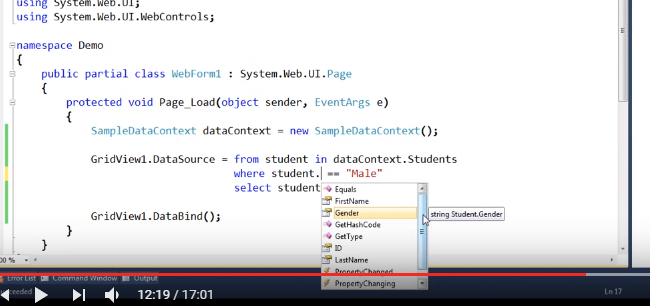 using System.Web.UI;
using System.Web.UI.WebControls;
namespace Demo
{
public partial class WebForm1 : System.Web.UI.Page
{
protected void Page_Load(object sender, EventArgs e)
{
SampleDataContext dataContext = new SampleDataContext();
GridView1.DataSource = from student in dataContext.Students
where student. == "Male"
select student
Equals
FirstName
Gender
string Student.Gender
GetHashCode
GetType
ID
LastName
PropertyChanged
PropertyChanging
GridView1.DataBind();
}
}
00 %
Error List Command Window Output
12:19 / 17:01
Ln 17